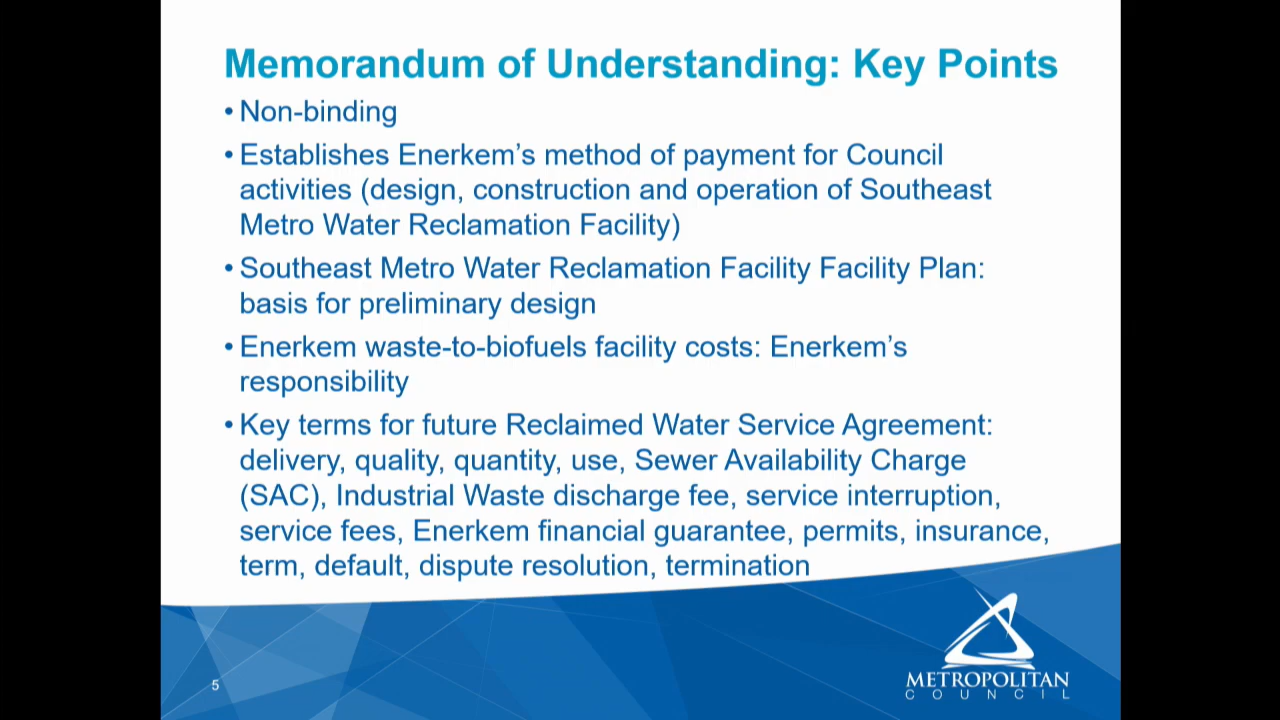 Memorandum of Understanding: Key Points
• Non-binding
• Establishes Enerkem’s method of payment for Council
activities (design, construction and operation of Southeast
Metro Water Reclamation Facility)
• Southeast Metro Water Reclamation Facility Facility Plan:
basis for preliminary design
• Enerkem waste-to-biofuels facility costs: Enerkem’s
responsibility
• Key terms for future Reclaimed Water Service Agreement:
delivery, quality, quantity, use, Sewer Availability Charge
(SAC), Industrial Waste discharge fee, service interruption,
service fees, Enerkem financial guarantee, permits, insurance,
term, default, dispute resolution, termination
5
METROPOLITAN
COUNCIL